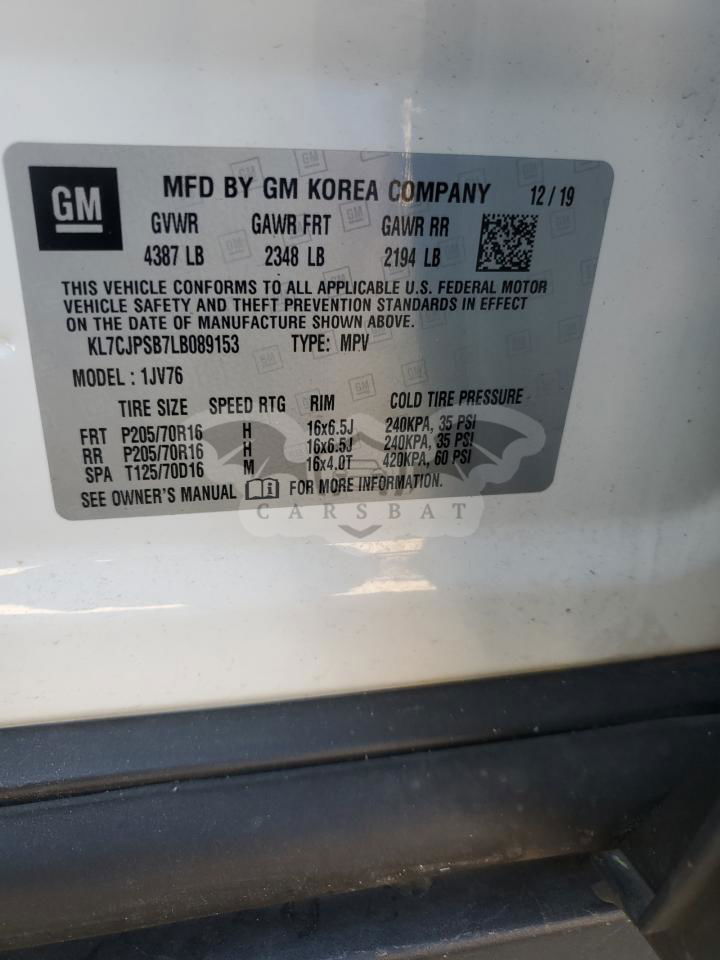 GM MFD BY GM KOREA COMPANY 12 / 19
GVWR GAWR FRT GAWR RR
4387 LB 2348 LB 2194 LB
THIS VEHICLE CONFORMS TO ALL APPLICABLE U.S. FEDERAL MOTOR
VEHICLE SAFETY AND THEFT PREVENTION STANDARDS IN EFFECT
ON THE DATE OF MANUFACTURE SHOWN ABOVE.
KL7CJPSB7LB089153 TYPE: MPV
MODEL : 1JV76
TIRE SIZE SPEED RTG RIM COLD TIRE PRESSURE
FRT P205/70R16 H 16x6.5J 240KPA, 35 PSI
RR P205/70R16 H 16x6.5J 240KPA, 35 PSI
SPA T125/70D16 M 16x4.0T 420KPA, 60 PSI
SEE OWNER'S MANUAL FOR MORE INFORMATION.
CARSBAT